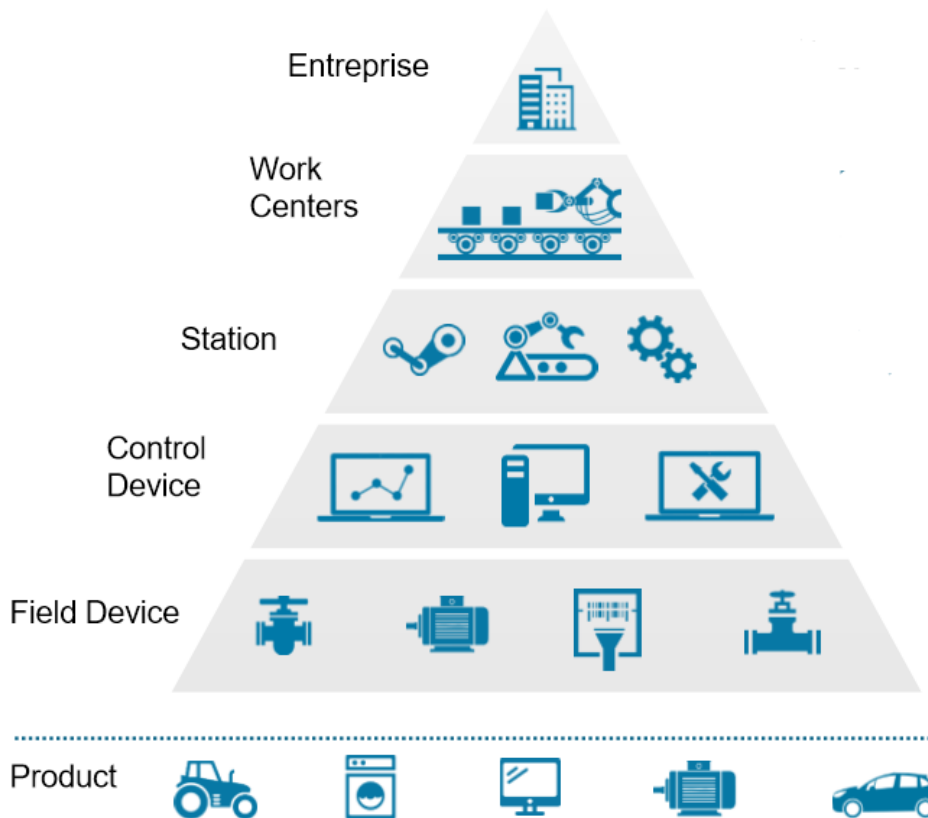 Entreprise
Work
Centers
Station
Control
Device
Field Device
Product